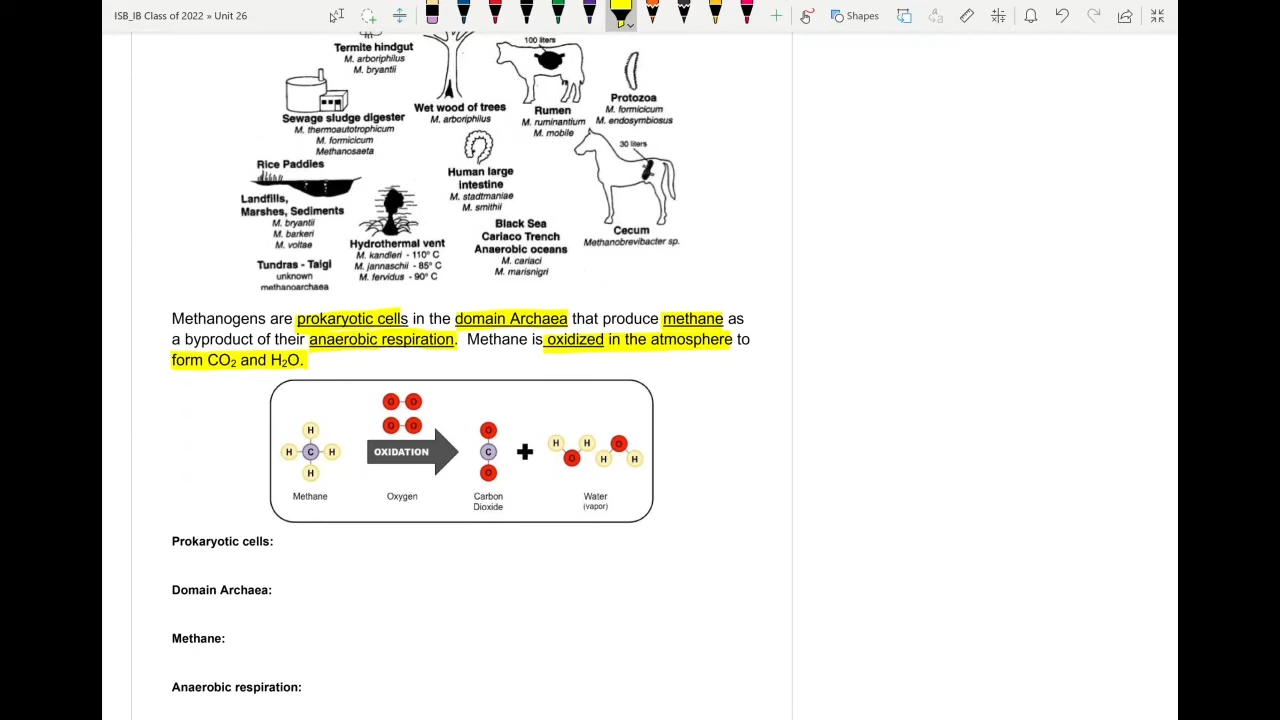 ISB_IB Class of 2022 » Unit 26
Shapes
Termite hindgut
M. arboriphilus
M. bryantii
100 liters
Sewage sludge digester
M. thermoautotrophicum
M. formicicum
Methanosaeta
Wet wood of trees
M. arboriphilus
Rumen
M. ruminantium
M. mobile
Protozoa
M. formicicum
M. endosymbiosus
30 liters
Rice Paddies
Landfills,
Marshes, Sediments
M. bryantii
M. barkeri
M. voltae
Human large
intestine
M. stadtmaniae
M. smithii
Hydrothermal vent
M. kandleri - 110° C
M. jannaschii - 85° C
M. fervidus - 90° C
Black Sea
Cariaco Trench
Anaerobic oceans
M. cariaci
M. marisnigri
Cecum
Methanobrevibacter sp.
Tundras - Talgi
unknown
methanoarchaea
Methanogens are prokaryotic cells in the domain Archaea that produce methane as
a byproduct of their anaerobic respiration. Methane is oxidized in the atmosphere to
form CO₂ and H₂O.
O O
O O
H
H C H
H
OXIDATION
O
C
O
H H O
O H H
Methane
Oxygen
Carbon
Dioxide
Water
(vapor)
Prokaryotic cells:
Domain Archaea:
Methane:
Anaerobic respiration: